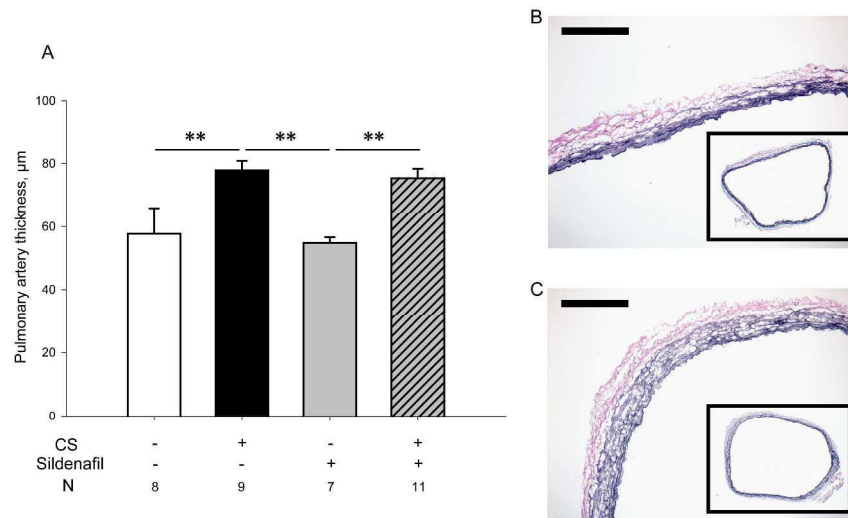 A
Pulmonary artery thickness, µm
100
80
60
40
20
0
** ** **
CS - + - +
Sildenafil - - + +
N 8 9 7 11
B
C